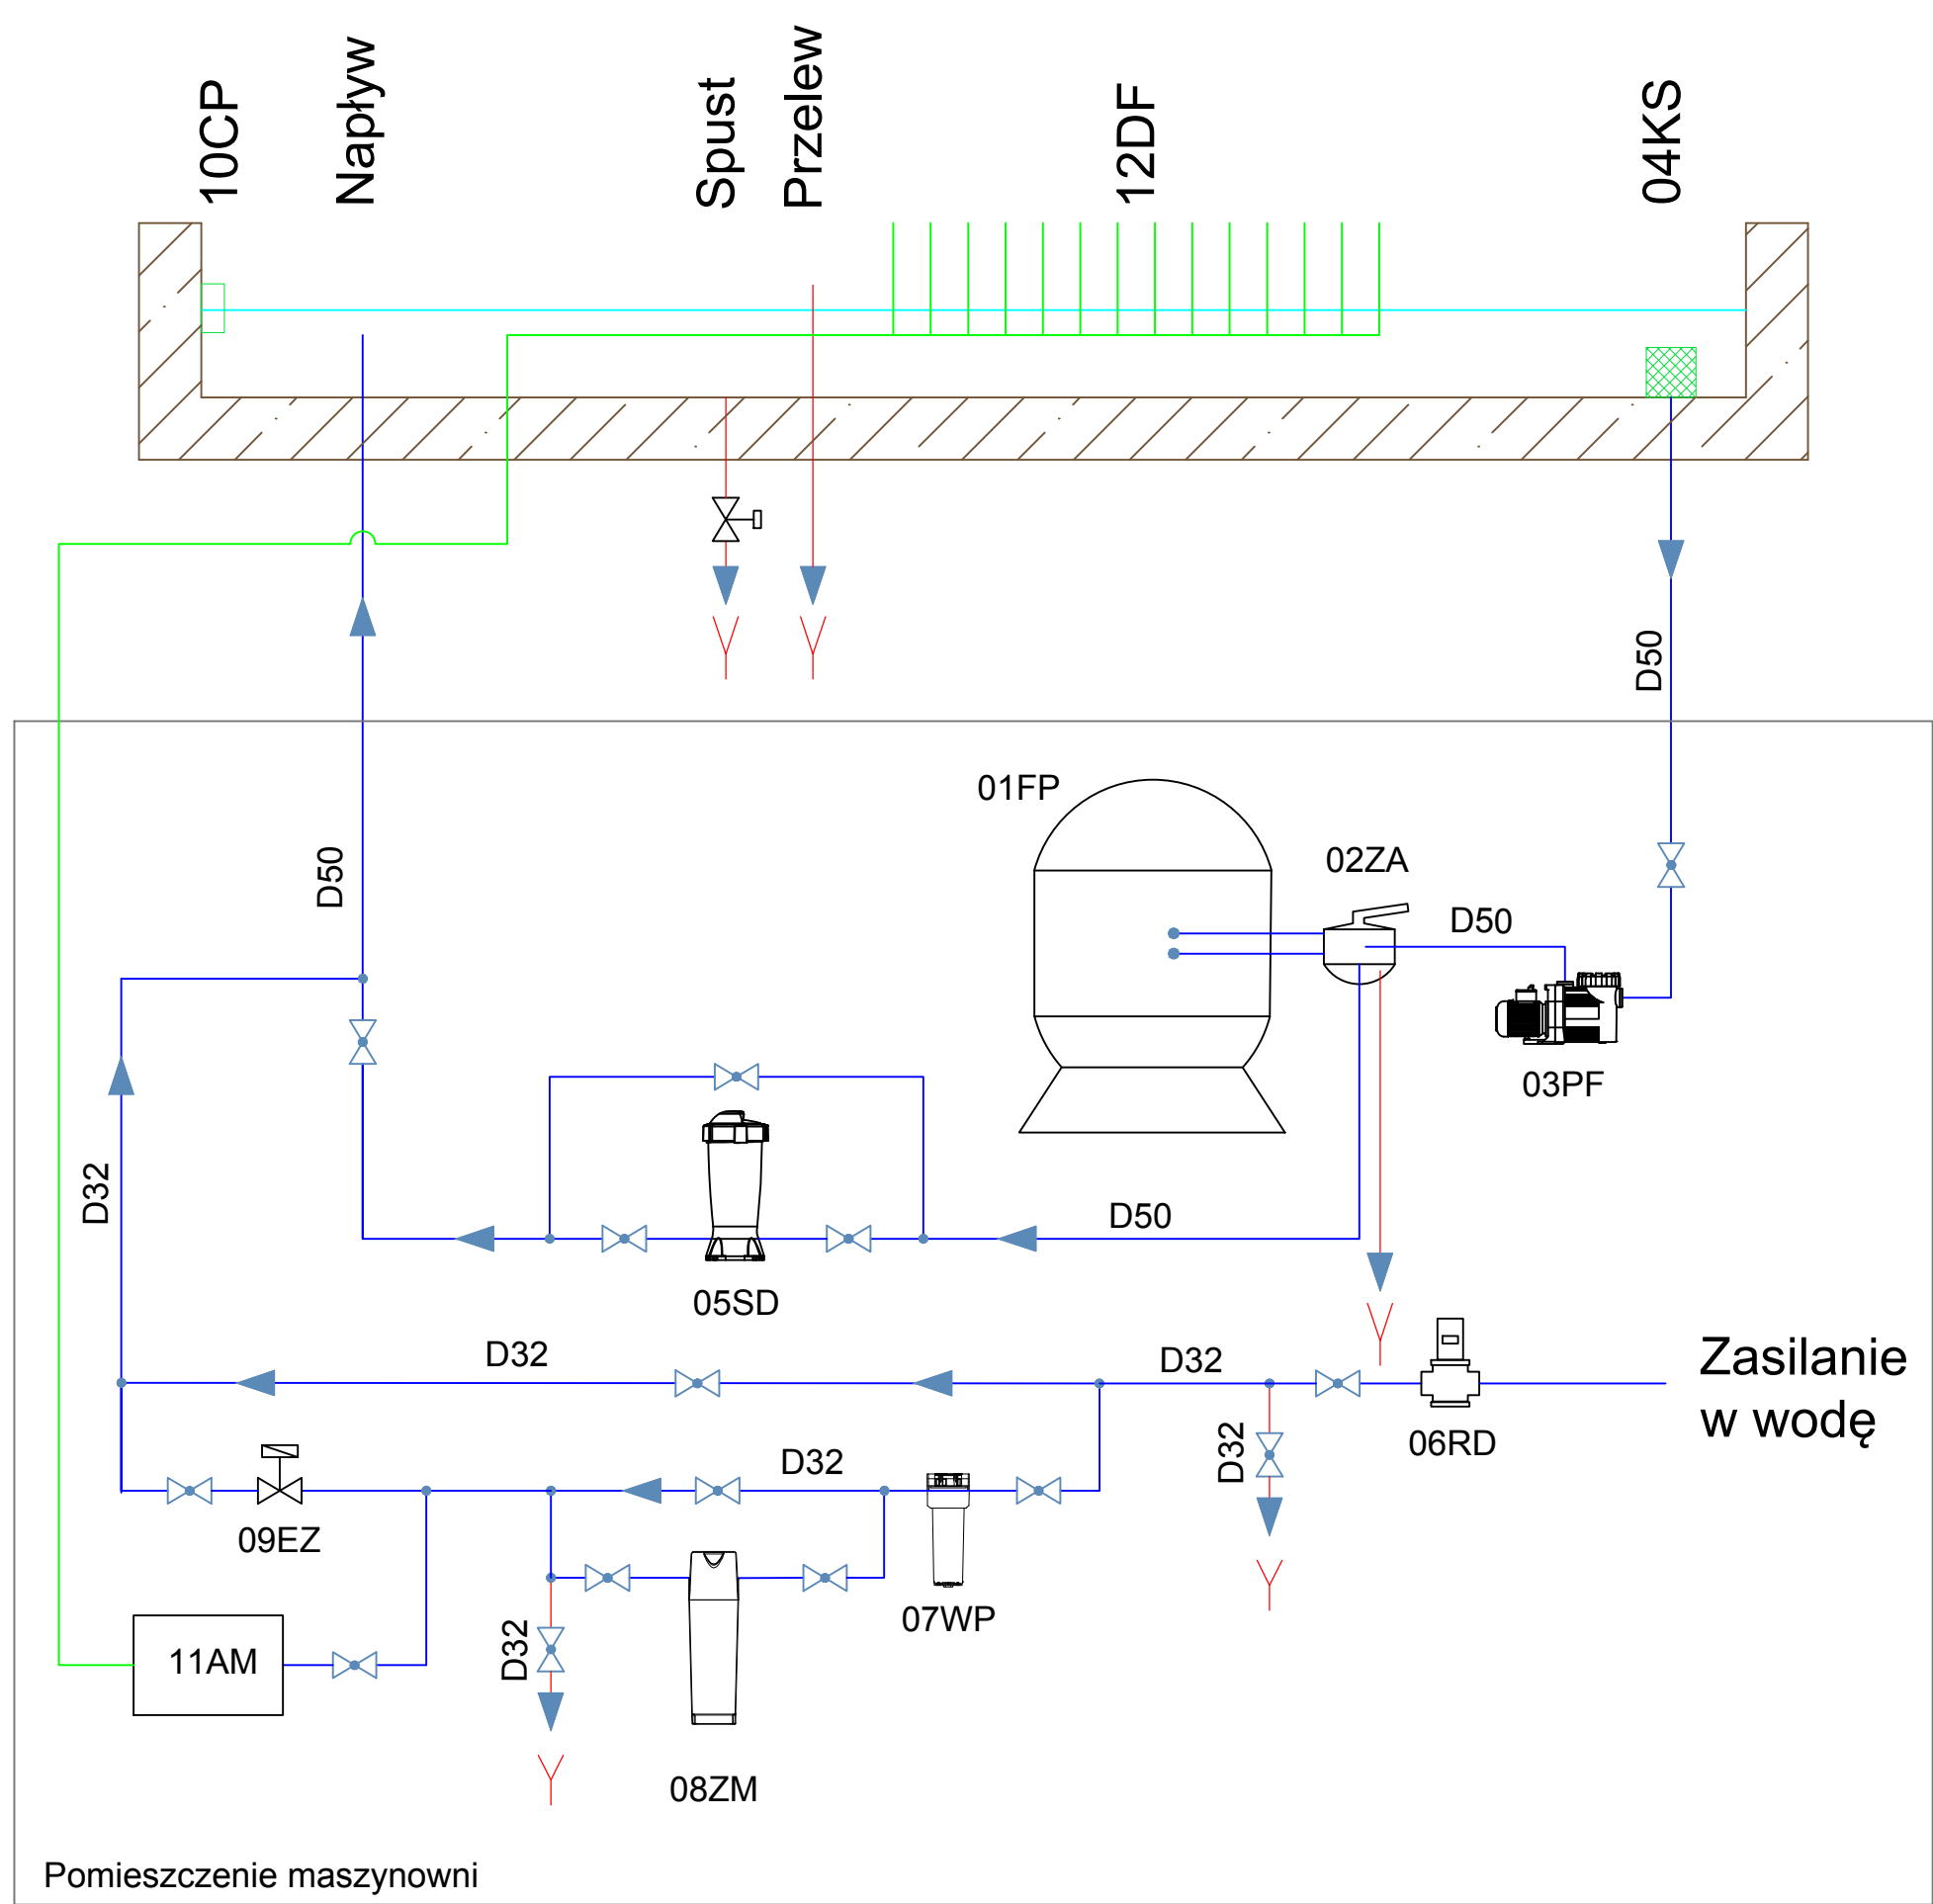 10CP
Napływ
Spust
Przelew
12DF
04KS
D50
01FP
02ZA
D50
D50
03PF
D32
D50
05SD
D32
D32
Zasilanie
w wodę
06RD
D32
D32
09EZ
07WP
11AM
D32
08ZM
Pomieszczenie maszynowni